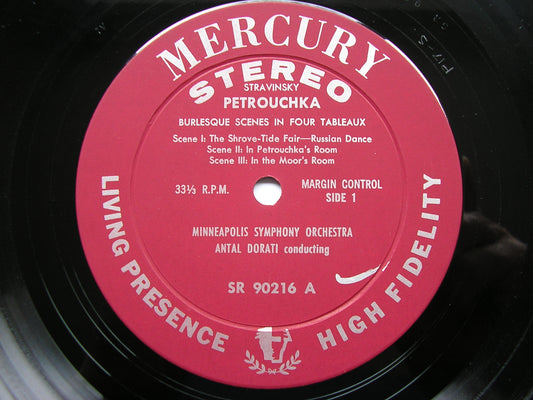 MERCURY
STEREO
STRAVINSKY
PETROUCHKA
BURLESQUE SCENES IN FOUR TABLEAUX
Scene I: The Shrove-Tide Fair—Russian Dance
Scene II: In Petrouchka's Room
Scene III: In the Moor's Room
33⅓ R.P.M.
MARGIN CONTROL
SIDE 1
MINNEAPOLIS SYMPHONY ORCHESTRA
ANTAL DORATI conducting
SR 90216 A
LIVING PRESENCE
HIGH FIDELITY